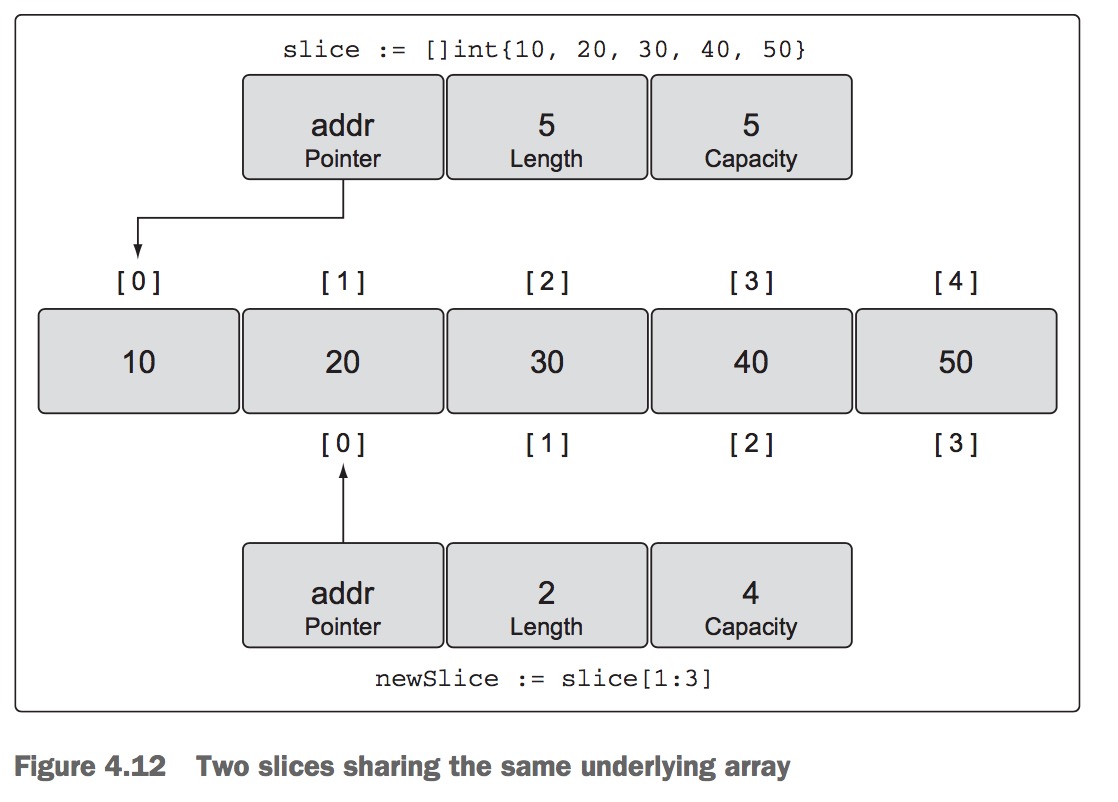 slice := []int{10, 20, 30, 40, 50}
addr 5 5
Pointer Length Capacity
[0] [1] [2] [3] [4]
10 20 30 40 50
[0] [1] [2] [3]
addr 2 4
Pointer Length Capacity
newSlice := slice[1:3]
Figure 4.12 Two slices sharing the same underlying array